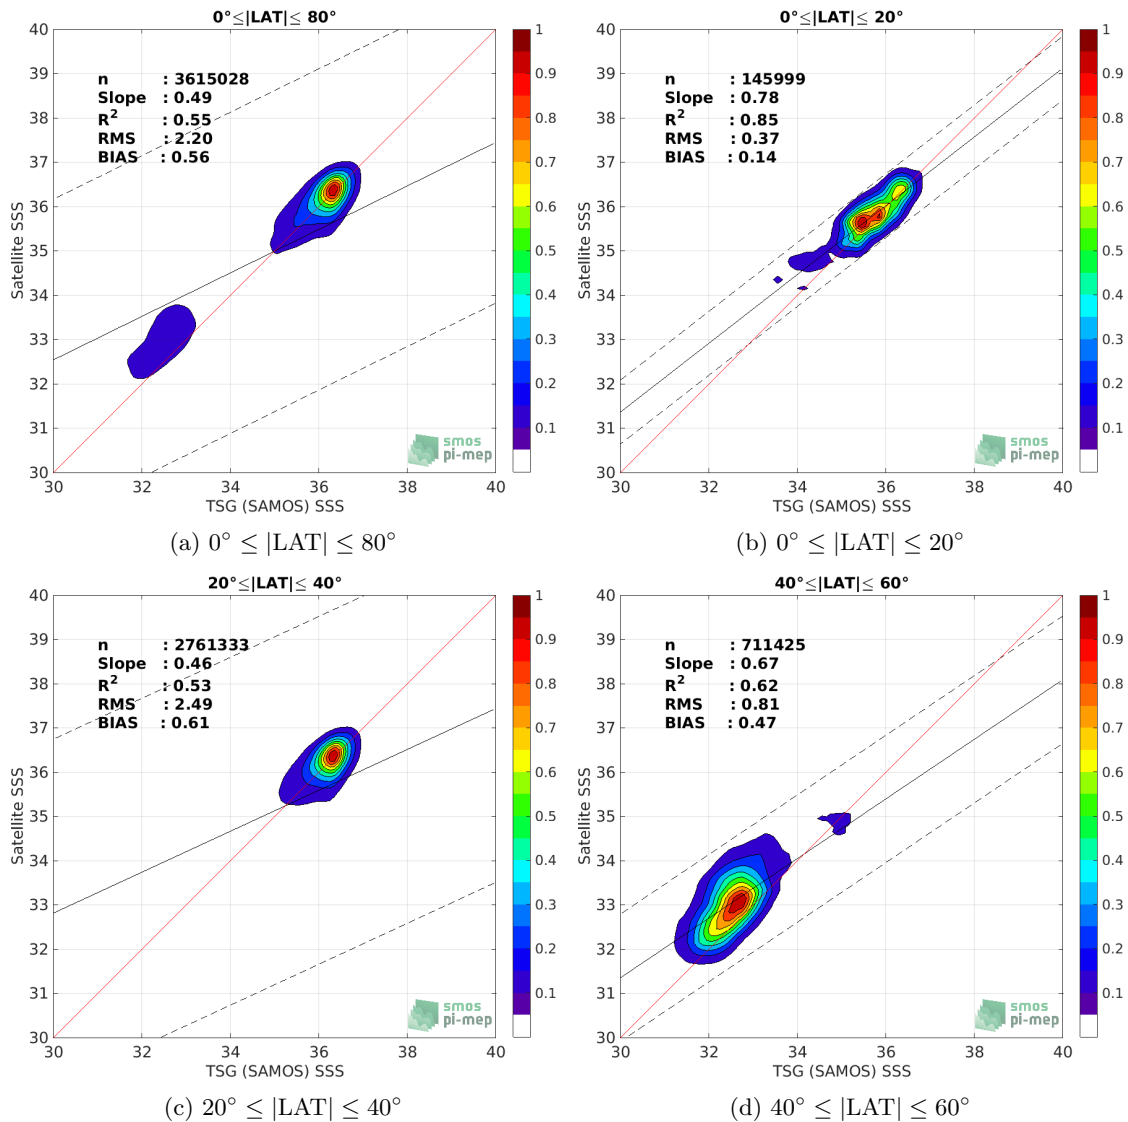 0°≤|LAT|≤ 80°
40
39
38
37
36
35
34
33
32
31
30
30 32 34 36 38 40
Satellite SSS
TSG (SAMOS) SSS
n : 3615028
Slope : 0.49
R² : 0.55
RMS : 2.20
BIAS : 0.56
1
0.9
0.8
0.7
0.6
0.5
0.4
0.3
0.2
0.1
smos
pi-mep
(a) 0° ≤ |LAT| ≤ 80°
0°≤|LAT|≤ 20°
40
39
38
37
36
35
34
33
32
31
30
30 32 34 36 38 40
Satellite SSS
TSG (SAMOS) SSS
n : 145999
Slope : 0.78
R² : 0.85
RMS : 0.37
BIAS : 0.14
1
0.9
0.8
0.7
0.6
0.5
0.4
0.3
0.2
0.1
smos
pi-mep
(b) 0° ≤ |LAT| ≤ 20°
20°≤|LAT|≤ 40°
40
39
38
37
36
35
34
33
32
31
30
30 32 34 36 38 40
Satellite SSS
TSG (SAMOS) SSS
n : 2761333
Slope : 0.46
R² : 0.53
RMS : 2.49
BIAS : 0.61
1
0.9
0.8
0.7
0.6
0.5
0.4
0.3
0.2
0.1
smos
pi-mep
(c) 20° ≤ |LAT| ≤ 40°
40°≤|LAT|≤ 60°
40
39
38
37
36
35
34
33
32
31
30
30 32 34 36 38 40
Satellite SSS
TSG (SAMOS) SSS
n : 711425
Slope : 0.67
R² : 0.62
RMS : 0.81
BIAS : 0.47
1
0.9
0.8
0.7
0.6
0.5
0.4
0.3
0.2
0.1
smos
pi-mep
(d) 40° ≤ |LAT| ≤ 60°